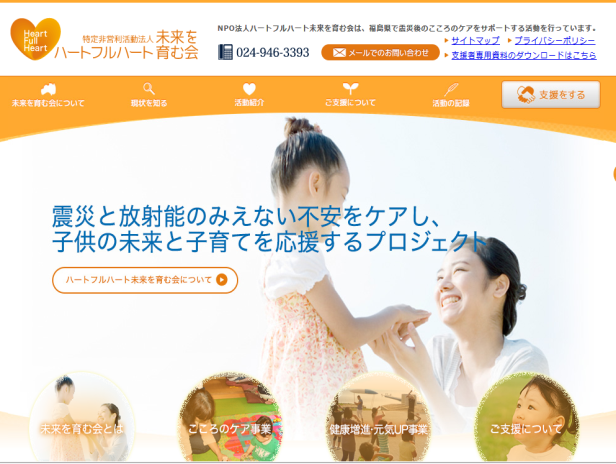 Heart
Full
Heart
特定非営利活動法人 未来を
ハートフルハート 育む会
NPO法人ハートフルハート未来を育む会は、福島県で震災後のこころのケアをサポートする活動を行っています。
024-946-3393
メールでのお問い合わせ
サイトマップ
プライバシーポリシー
支援者専用資料のダウンロードはこちら
未来を育む会について
現状を知る
活動紹介
ご支援について
活動の記録
支援をする
震災と放射能のみえない不安をケアし、
子供の未来と子育てを応援するプロジェクト
ハートフルハート未来を育む会について
未来を育む会とは
こころのケア事業
健康増進・元気UP事業
ご支援について